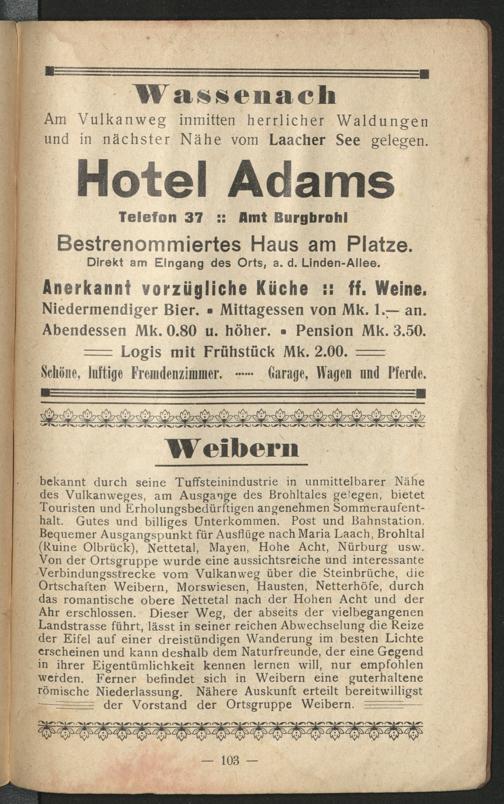 Wassenach
Am Vulkanweg inmitten herrlicher Waldungen
und in nächster Nähe vom Laacher See gelegen.
Hotel Adams
Telefon 37 :: Amt Burgbrohl
Bestrenommiertes Haus am Platze.
Direkt am Eingang des Orts, a. d. Linden-Allee.
Anerkannt vorzügliche Küche :: ff. Weine.
Niedermendiger Bier. ▪ Mittagessen von Mk. 1.— an.
Abendessen Mk. 0.80 u. höher. ▪ Pension Mk. 3.50.
Logis mit Frühstück Mk. 2.00.
Schöne, luftige Fremdenzimmer. ····· Garage, Wagen und Pferde.
Weibern
bekannt durch seine Tuffsteinindustrie in unmittelbarer Nähe
des Vulkanweges, am Ausgange des Brohltales gelegen, bietet
Touristen und Erholungsbedürftigen angenehmen Sommeraufent-
halt. Gutes und billiges Unterkommen. Post und Bahnstation.
Bequemer Ausgangspunkt für Ausflüge nach Maria Laach, Brohltal
(Ruine Olbrück), Nettetal, Mayen, Hohe Acht, Nürburg usw.
Von der Ortsgruppe wurde eine aussichtsreiche und interessante
Verbindungsstrecke vom Vulkanweg über die Steinbrüche, die
Ortschaften Weibern, Morswiesen, Hausten, Netterhöfe, durch
das romantische obere Nettetal nach der Hohen Acht und der
Ahr erschlossen. Dieser Weg, der abseits der vielbegangenen
Landstrasse führt, lässt in seiner reichen Abwechselung die Reize
der Eifel auf einer dreistündigen Wanderung im besten Lichte
erscheinen und kann deshalb dem Naturfreunde, der eine Gegend
in ihrer Eigentümlichkeit kennen lernen will, nur empfohlen
werden. Ferner befindet sich in Weibern eine guterhaltene
römische Niederlassung. Nähere Auskunft erteilt bereitwilligst
der Vorstand der Ortsgruppe Weibern.
— 103 —